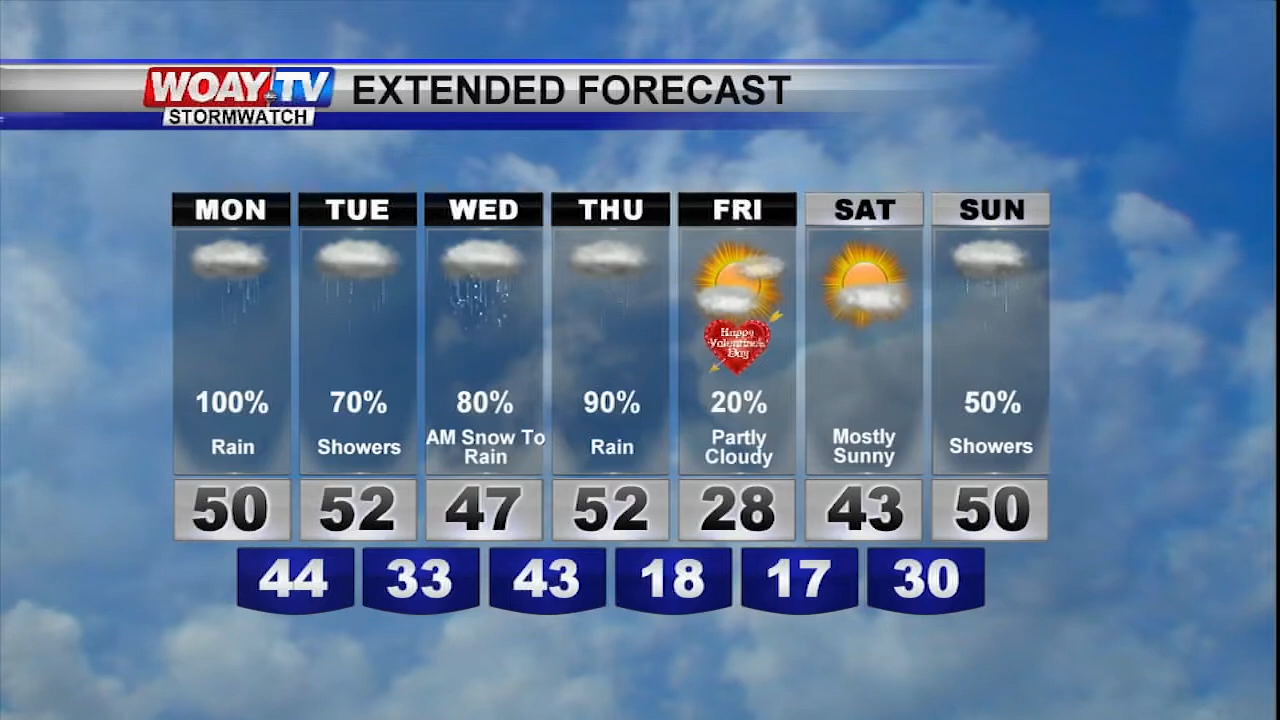 WOAY TV EXTENDED FORECAST
STORMWATCH
MON TUE WED THU FRI SAT SUN
Happy
Valentine's
Day
100% 70% 80% 90% 20% 50%
Rain Showers AM Snow To Rain Rain Partly Cloudy Mostly Sunny Showers
50 52 47 52 28 43 50
44 33 43 18 17 30